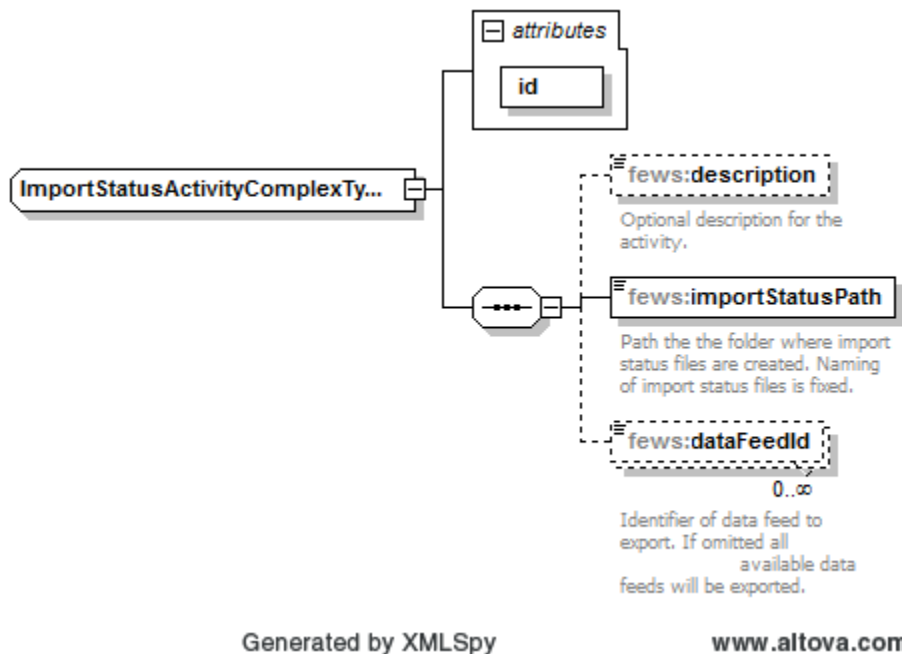 attributes
id
ImportStatusActivityComplexTy...
fews:description
Optional description for the
activity.
fews:importStatusPath
Path the the folder where import
status files are created. Naming
of import status files is fixed.
fews:dataFeedId
0..∞
Identifier of data feed to
export. If omitted all
available data
feeds will be exported.
Generated by XMLSpy
www.altova.com